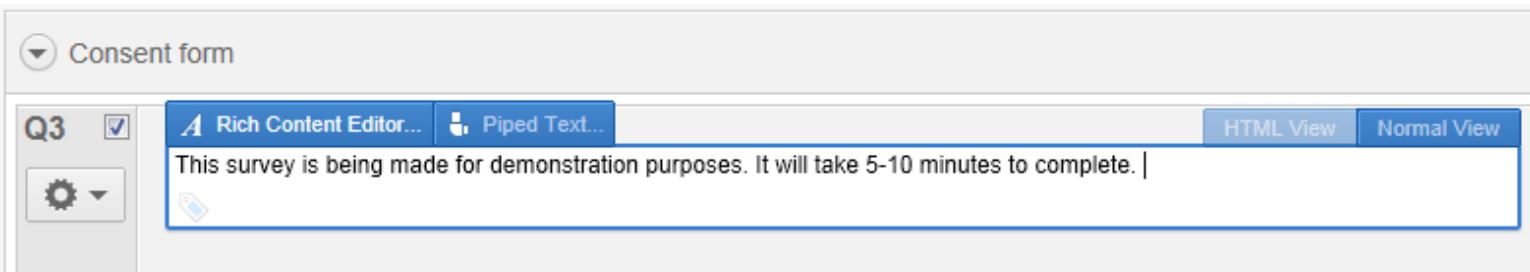 Consent form
Q3
A Rich Content Editor... Piped Text... HTML View Normal View
This survey is being made for demonstration purposes. It will take 5-10 minutes to complete.